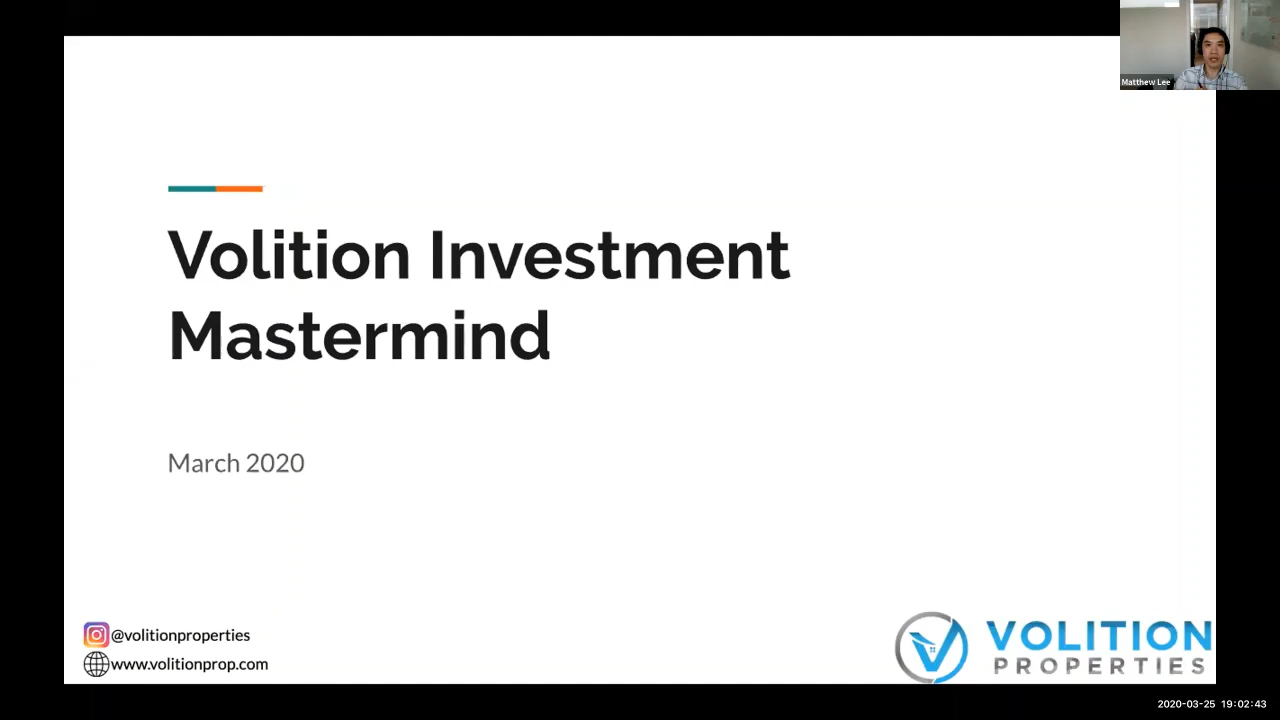 Matthew Lee
Volition Investment
Mastermind
March 2020
@volitionproperties
www.volitionprop.com
VOLITION
PROPERTIES
2020-03-25 19:02:43